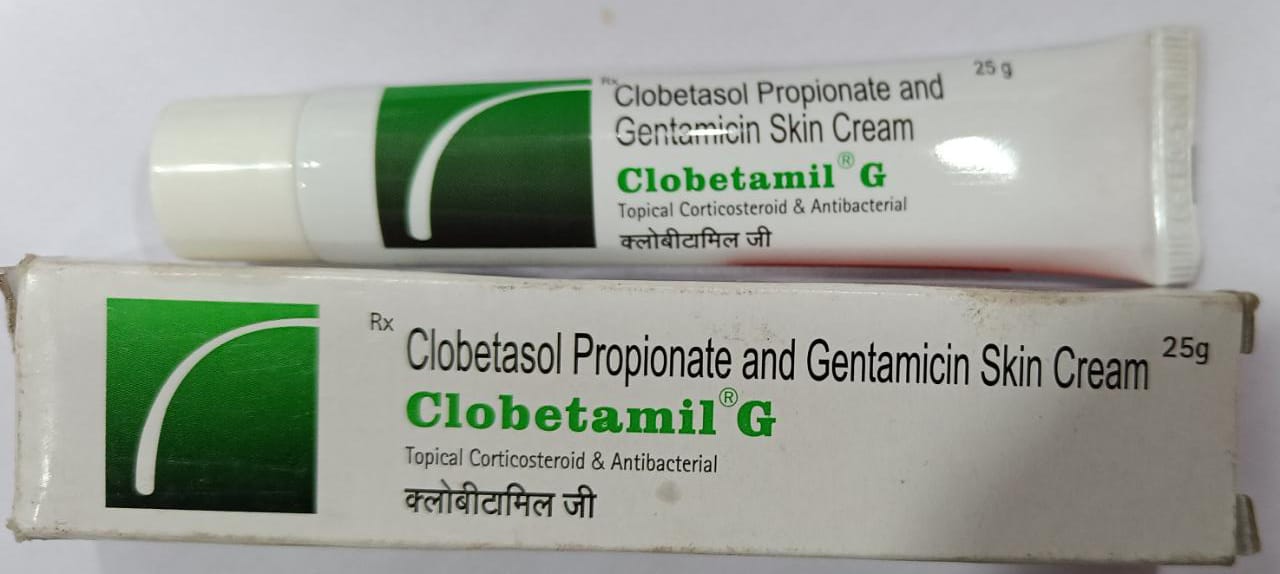 Rx Clobetasol Propionate and 25 g
Gentamicin Skin Cream
Clobetamil® G
Topical Corticosteroid & Antibacterial
क्लोबीटामिल जी
Rx Clobetasol Propionate and Gentamicin Skin Cream 25g
Clobetamil® G
Topical Corticosteroid & Antibacterial
क्लोबीटामिल जी